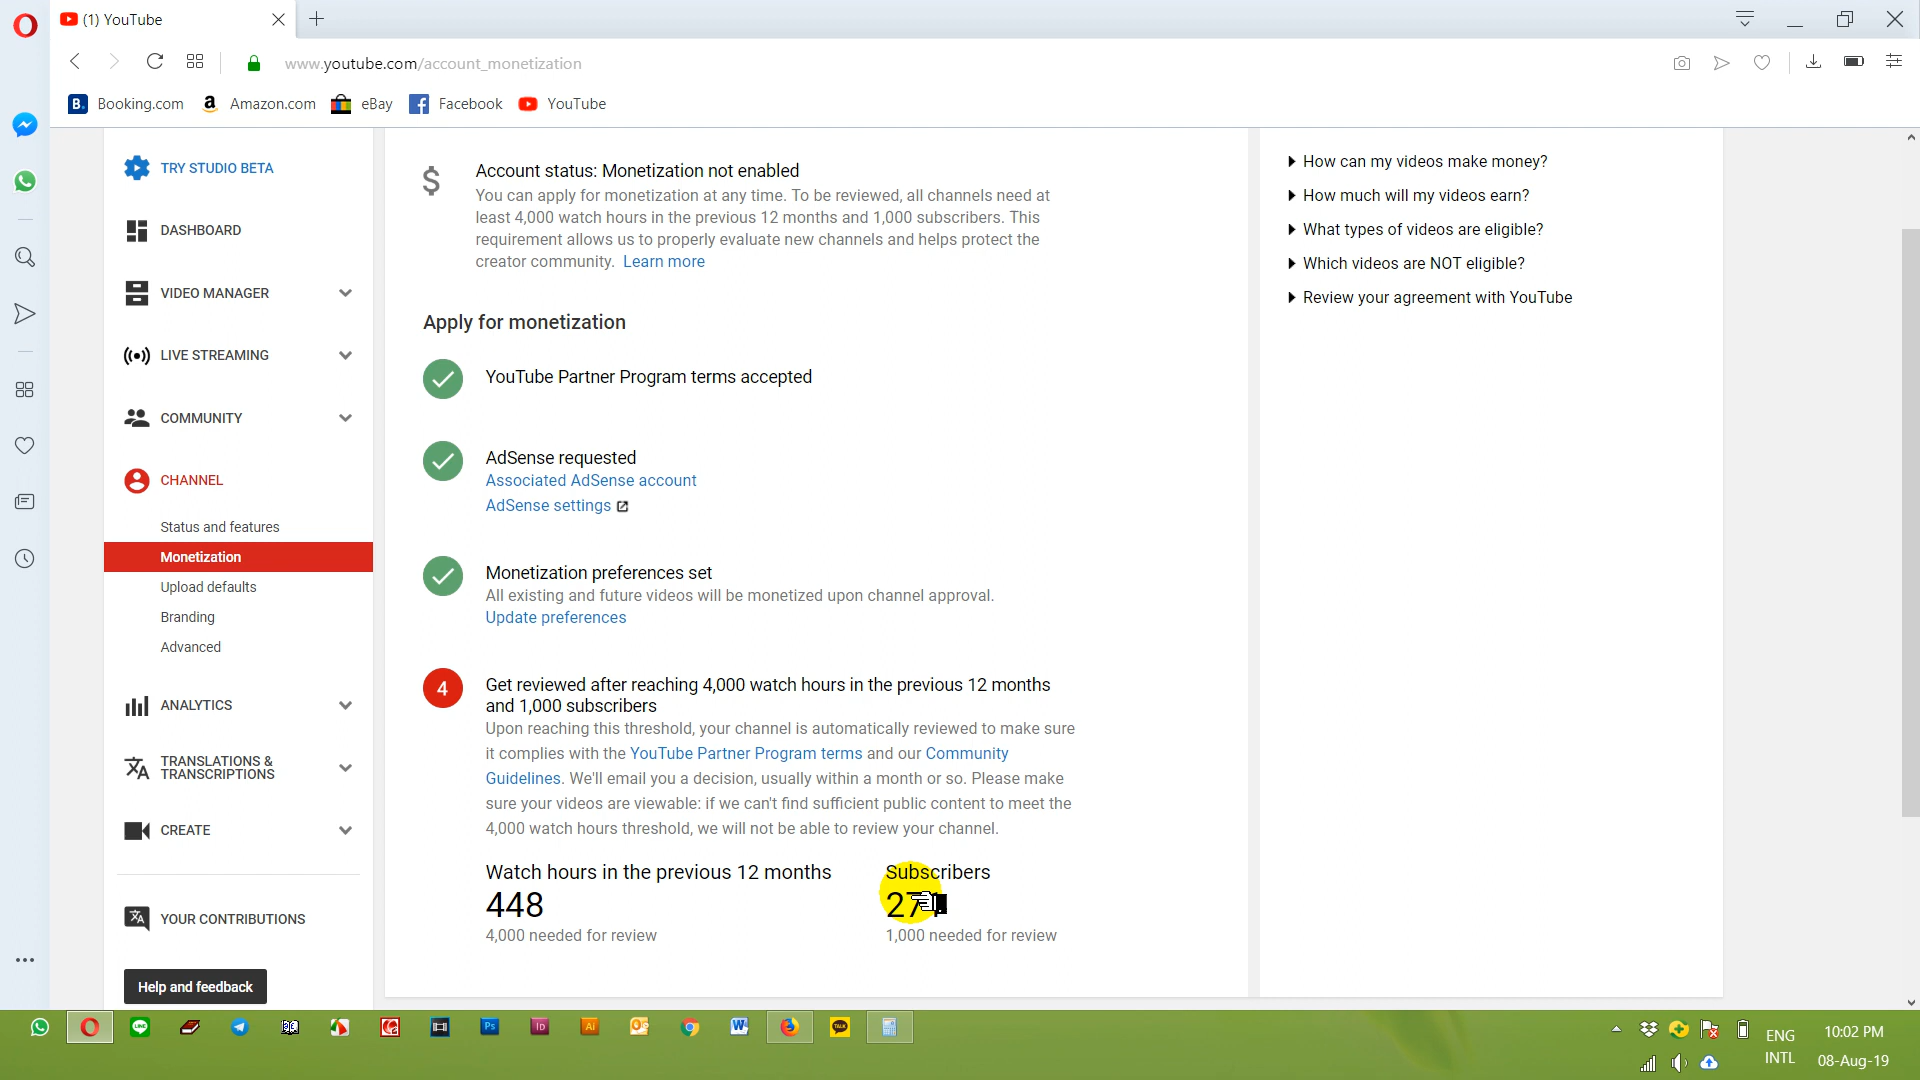 (1) YouTube
www.youtube.com/account_monetization
B. Booking.com
a Amazon.com
eBay
Facebook
YouTube
TRY STUDIO BETA
DASHBOARD
VIDEO MANAGER
LIVE STREAMING
COMMUNITY
CHANNEL
Status and features
Monetization
Upload defaults
Branding
Advanced
ANALYTICS
TRANSLATIONS &
TRANSCRIPTIONS
CREATE
YOUR CONTRIBUTIONS
Help and feedback
Account status: Monetization not enabled
You can apply for monetization at any time. To be reviewed, all channels need at
least 4,000 watch hours in the previous 12 months and 1,000 subscribers. This
requirement allows us to properly evaluate new channels and helps protect the
creator community. Learn more
Apply for monetization
YouTube Partner Program terms accepted
AdSense requested
Associated AdSense account
AdSense settings
Monetization preferences set
All existing and future videos will be monetized upon channel approval.
Update preferences
4
Get reviewed after reaching 4,000 watch hours in the previous 12 months
and 1,000 subscribers
Upon reaching this threshold, your channel is automatically reviewed to make sure
it complies with the YouTube Partner Program terms and our Community
Guidelines. We'll email you a decision, usually within a month or so. Please make
sure your videos are viewable: if we can't find sufficient public content to meet the
4,000 watch hours threshold, we will not be able to review your channel.
Watch hours in the previous 12 months
448
4,000 needed for review
Subscribers
1,000 needed for review
How can my videos make money?
How much will my videos earn?
What types of videos are eligible?
Which videos are NOT eligible?
Review your agreement with YouTube
LINE
Ps
Id
Ai
W
TALK
ENG
INTL
10:02 PM
08-Aug-19